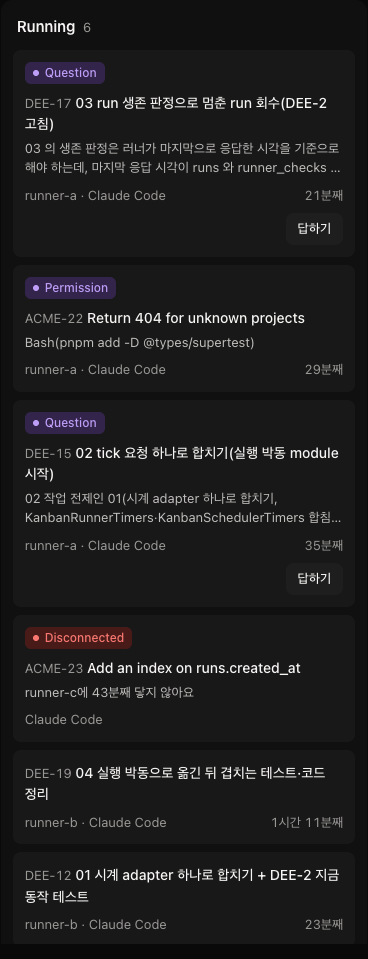 Running 6
Question
DEE-17 03 run 생존 판정으로 멈춘 run 회수(DEE-2
고침)
03 의 생존 판정은 러너가 마지막으로 응답한 시각을 기준으로
해야 하는데, 마지막 응답 시각이 runs 와 runner_checks ...
runner-a · Claude Code 21분째
답하기
Permission
ACME-22 Return 404 for unknown projects
Bash(pnpm add -D @types/supertest)
runner-a · Claude Code 29분째
Question
DEE-15 02 tick 요청 하나로 합치기(실행 박동 module
시작)
02 작업 전제인 01(시계 adapter 하나로 합치기,
KanbanRunnerTimers·KanbanSchedulerTimers 합침...
runner-a · Claude Code 35분째
답하기
Disconnected
ACME-23 Add an index on runs.created_at
runner-c에 43분째 닿지 않아요
Claude Code
DEE-19 04 실행 박동으로 옮긴 뒤 겹치는 테스트·코드
정리
runner-b · Claude Code 1시간 11분째
DEE-12 01 시계 adapter 하나로 합치기 + DEE-2 지금
동작 테스트
runner-b · Claude Code 23분째